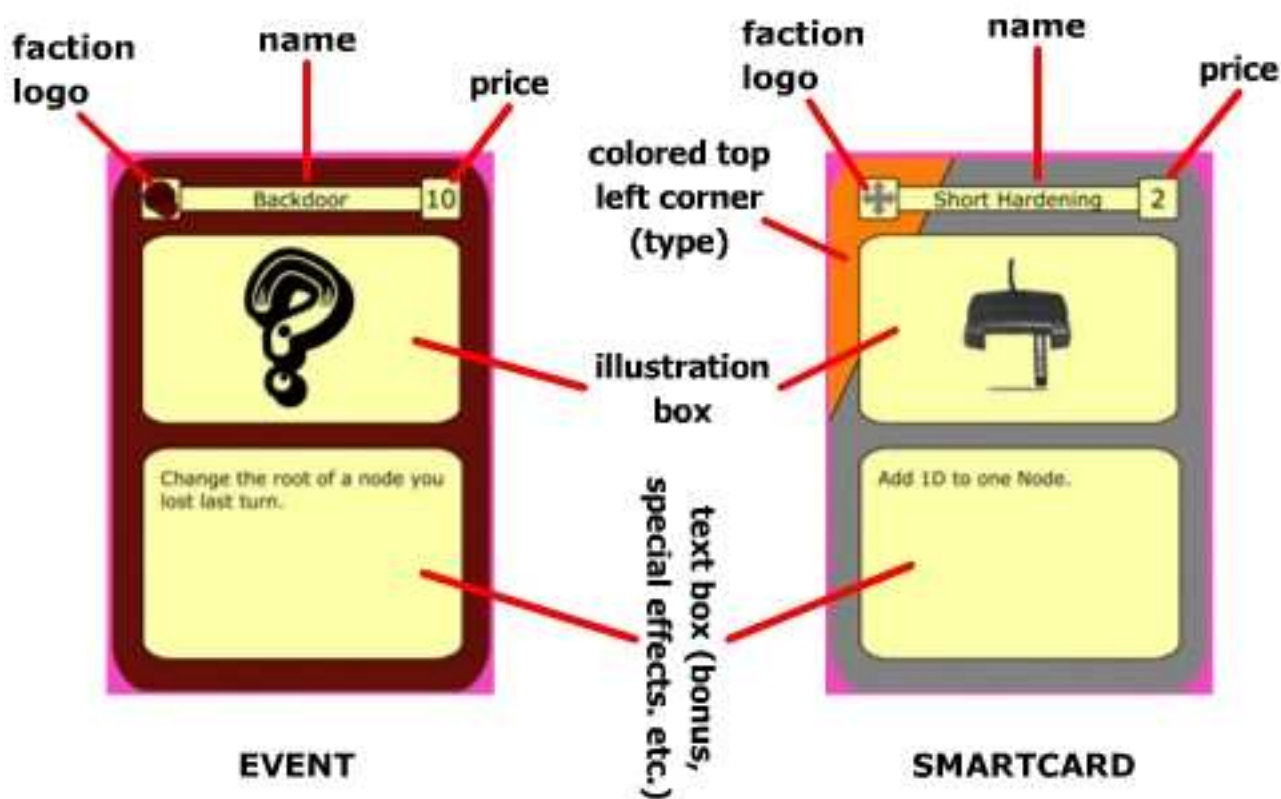 faction
logo
name
price
faction
logo
name
price
colored top
left corner
(type)
Backdoor
10
Short Hardening
2
illustration
box
Change the root of a node you
lost last turn.
Add 1D to one Node.
text box (bonus,
special effects. etc.)
EVENT
SMARTCARD